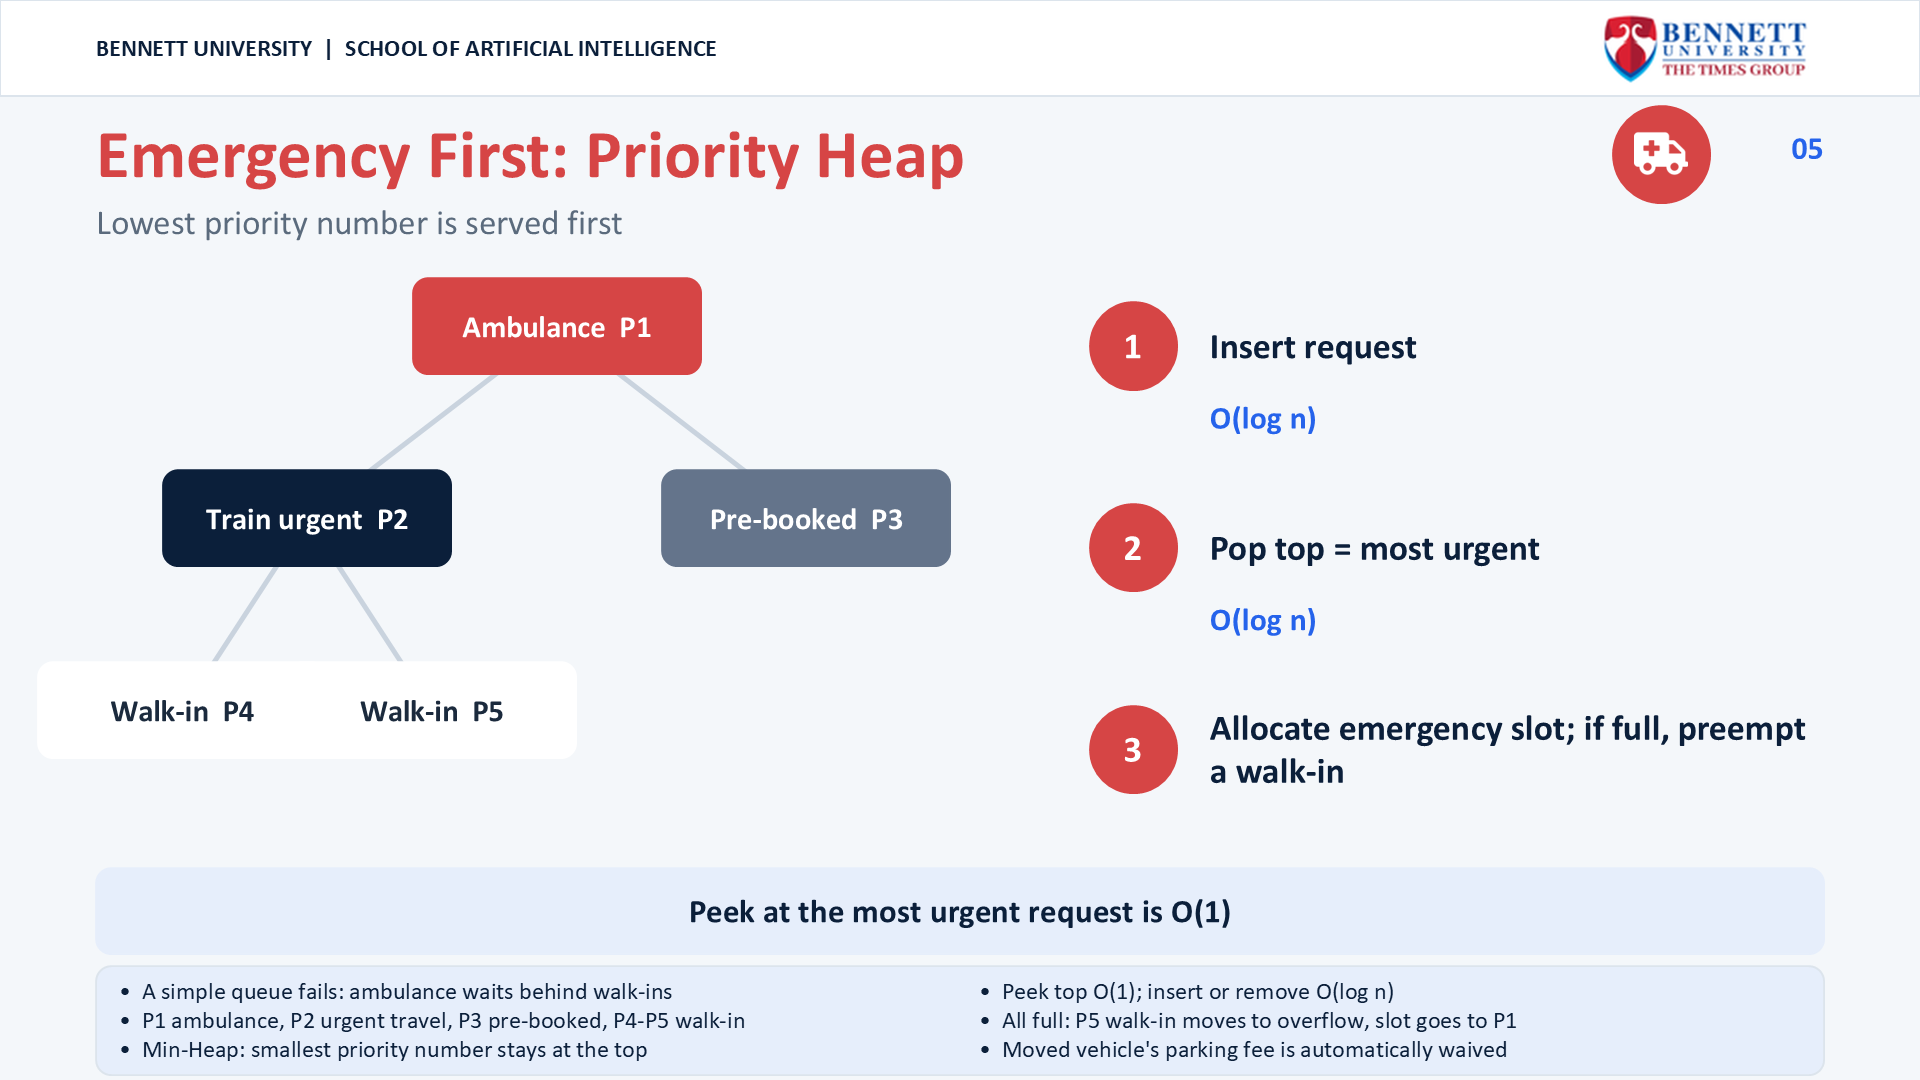 BENNETT UNIVERSITY | SCHOOL OF ARTIFICIAL INTELLIGENCE
BENNETT
UNIVERSITY
THE TIMES GROUP
Emergency First: Priority Heap
05
Lowest priority number is served first
Ambulance P1
Train urgent P2
Pre-booked P3
Walk-in P4
Walk-in P5
1
Insert request
O(log n)
2
Pop top = most urgent
O(log n)
3
Allocate emergency slot; if full, preempt
a walk-in
Peek at the most urgent request is O(1)
• A simple queue fails: ambulance waits behind walk-ins
• P1 ambulance, P2 urgent travel, P3 pre-booked, P4-P5 walk-in
• Min-Heap: smallest priority number stays at the top
• Peek top O(1); insert or remove O(log n)
• All full: P5 walk-in moves to overflow, slot goes to P1
• Moved vehicle's parking fee is automatically waived